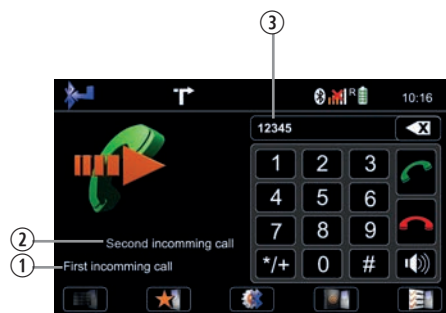 3
R
10:16
12345
1 2 3
4 5 6
2
Second incomming call
7 8 9
1
First incomming call
*/+ 0 #